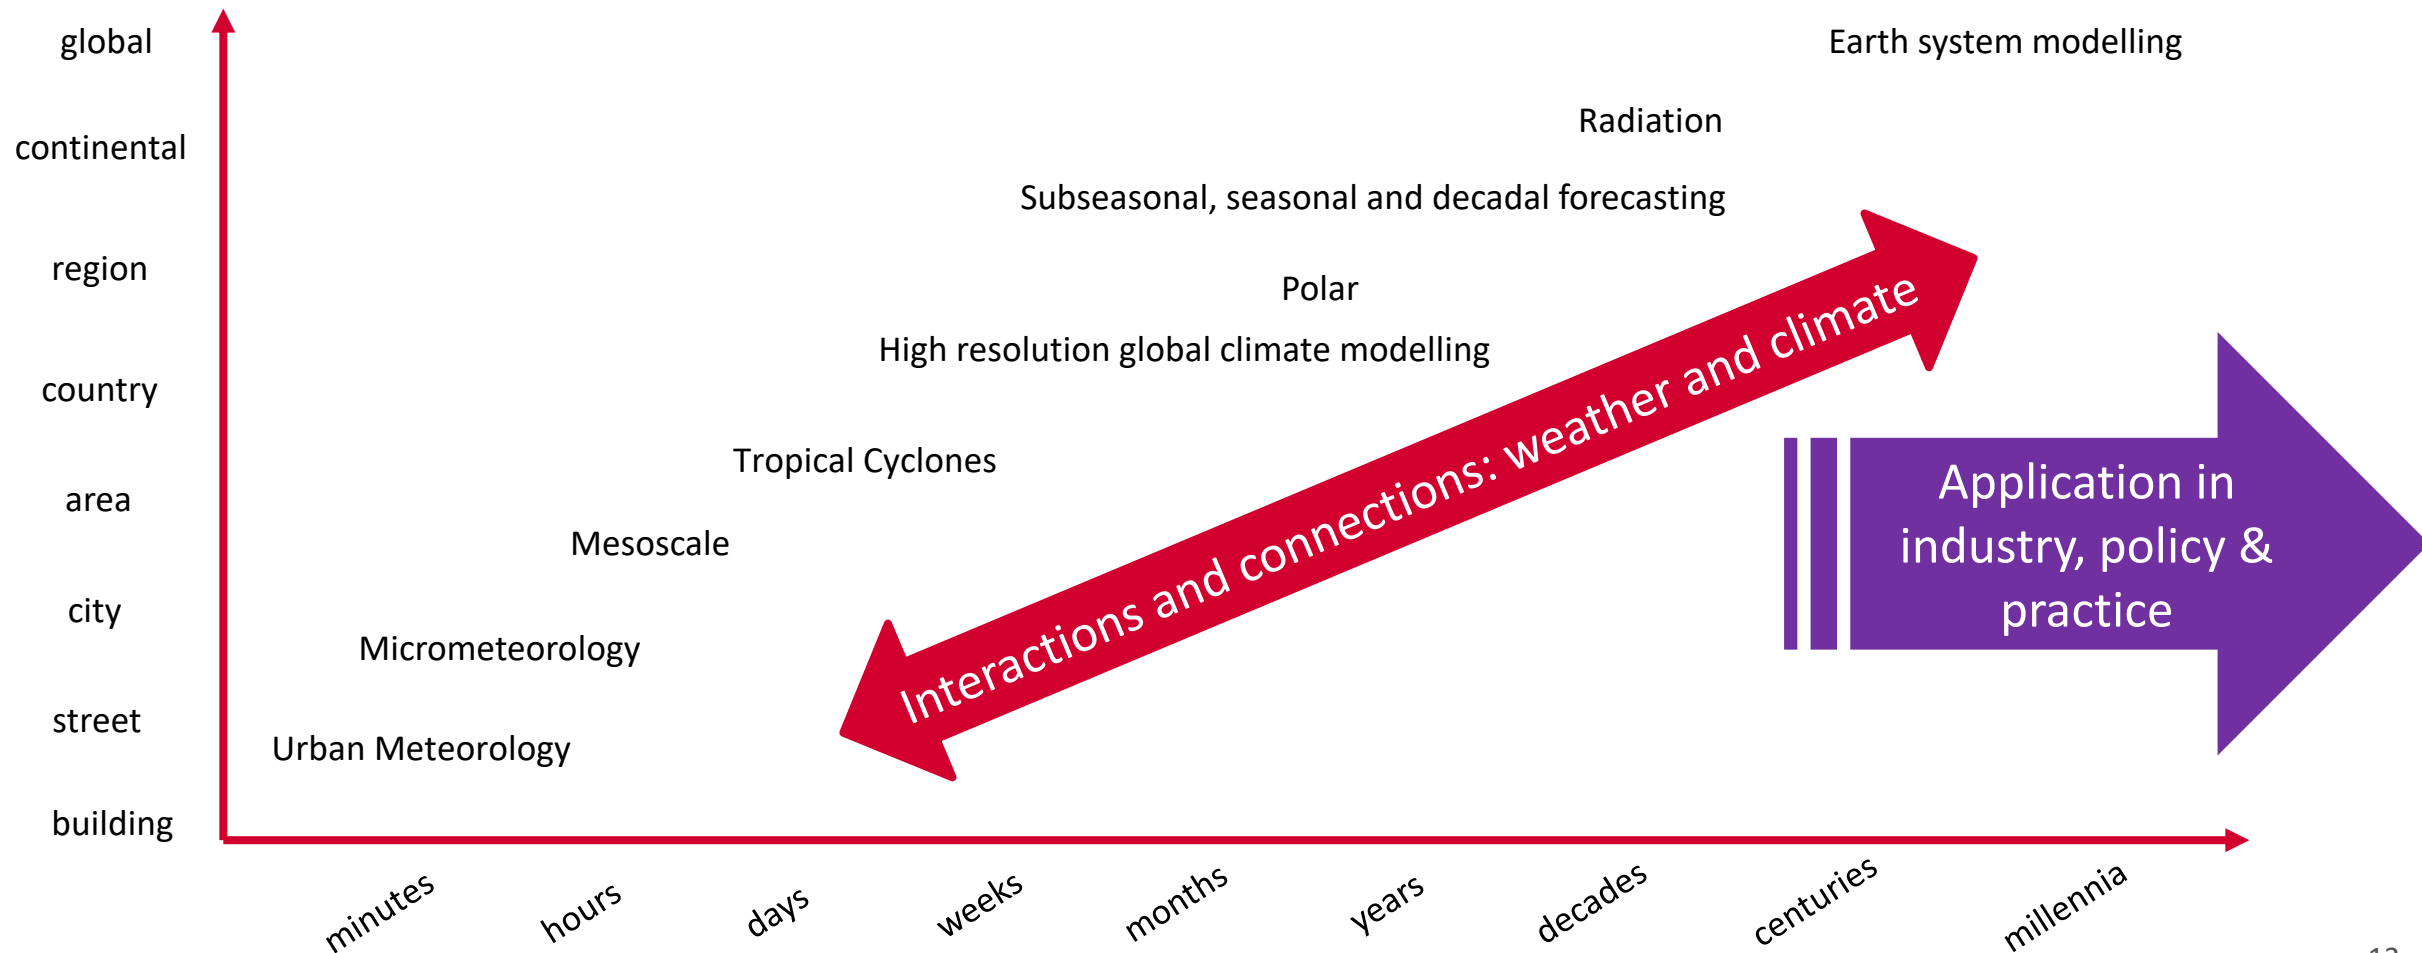 global
Earth system modelling
Radiation
continental
Subseasonal, seasonal and decadal forecasting
region
Polar
High resolution global climate modelling
country
Tropical Cyclones
area
Mesoscale
city
Micrometeorology
street
Urban Meteorology
building
Interactions and connections: weather and climate
Application in
industry, policy &
practice
minutes
hours
days
weeks
months
years
decades
centuries
millennia